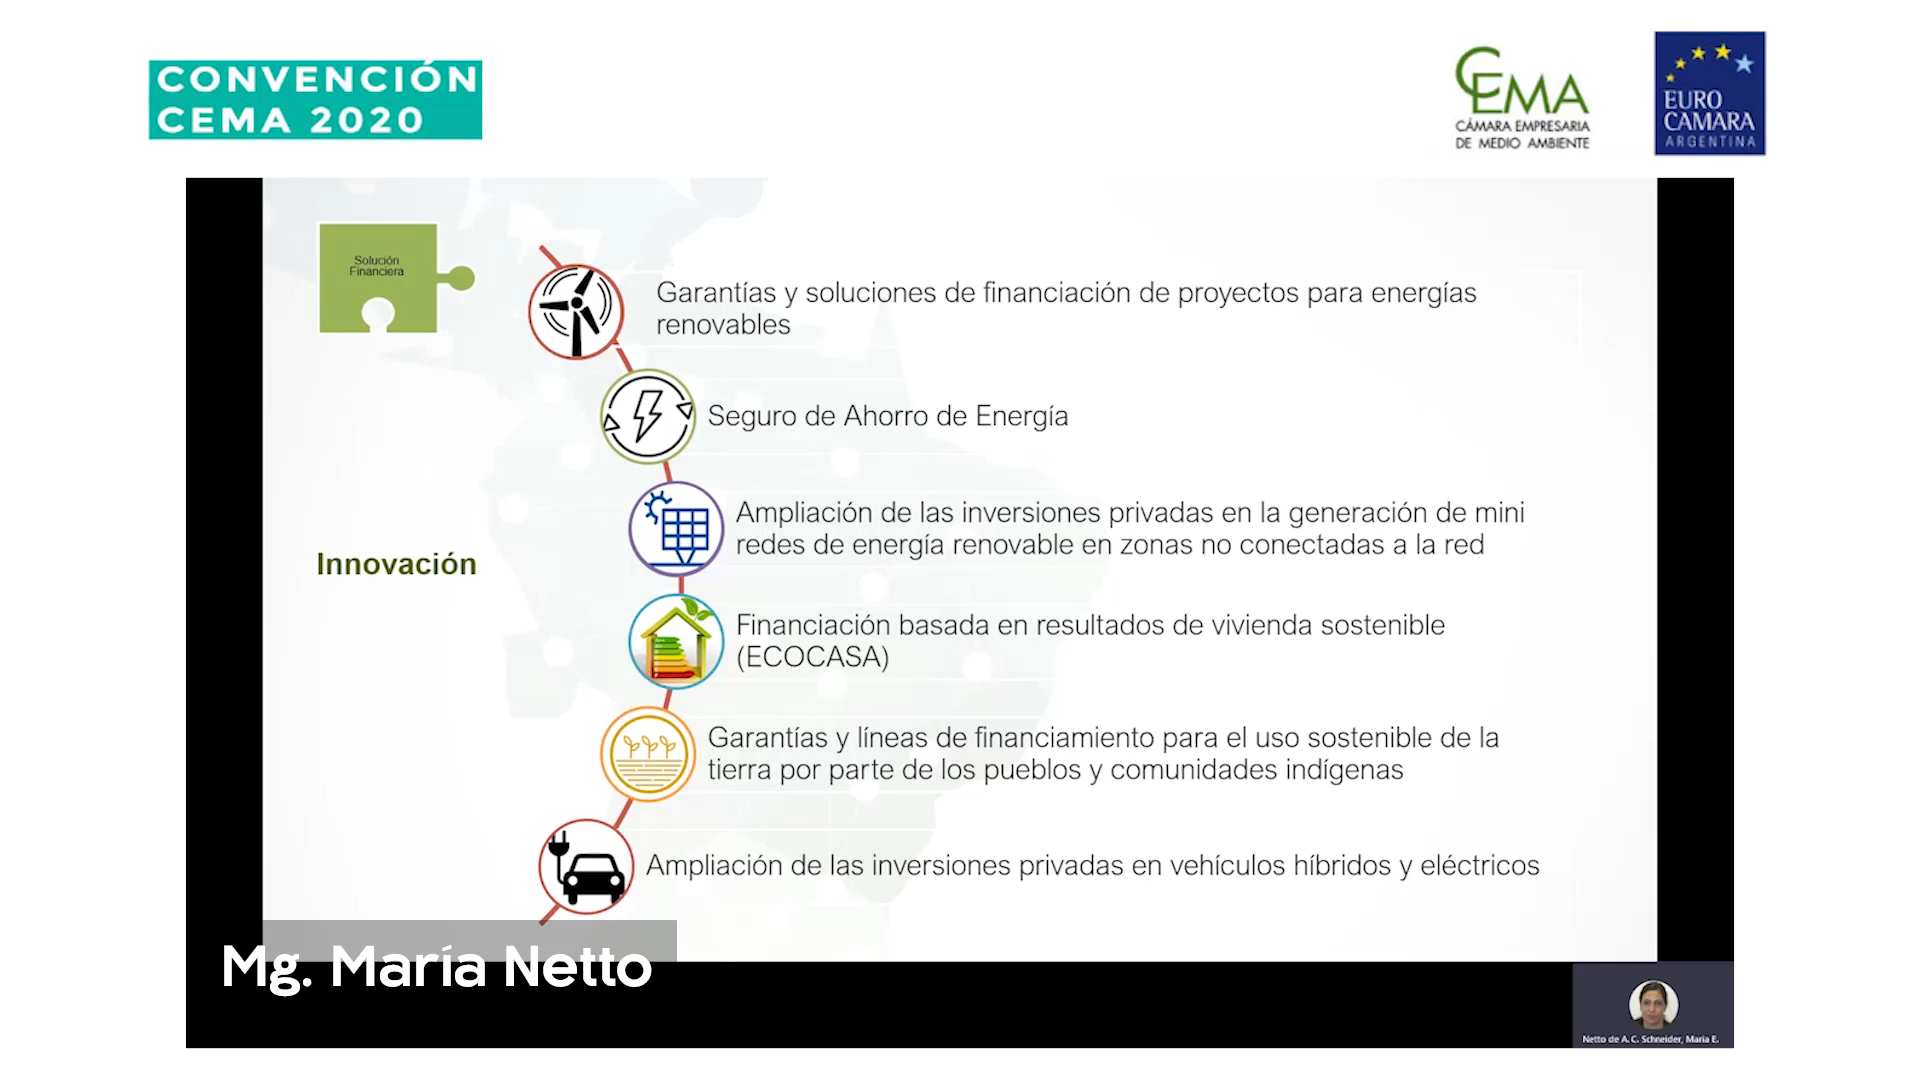 CONVENCIÓN
CEMA 2020
CEMA
CÁMARA EMPRESARIA
DE MEDIO AMBIENTE
EURO
CAMARA
ARGENTINA
Solución
Financiera
Garantías y soluciones de financiación de proyectos para energías
renovables
Seguro de Ahorro de Energía
Ampliación de las inversiones privadas en la generación de mini
redes de energía renovable en zonas no conectadas a la red
Innovación
Financiación basada en resultados de vivienda sostenible
(ECOCASA)
Garantías y líneas de financiamiento para el uso sostenible de la
tierra por parte de los pueblos y comunidades indígenas
Ampliación de las inversiones privadas en vehículos híbridos y eléctricos
Mg. María Netto
Netto de A. C. Schneider, Maria E.